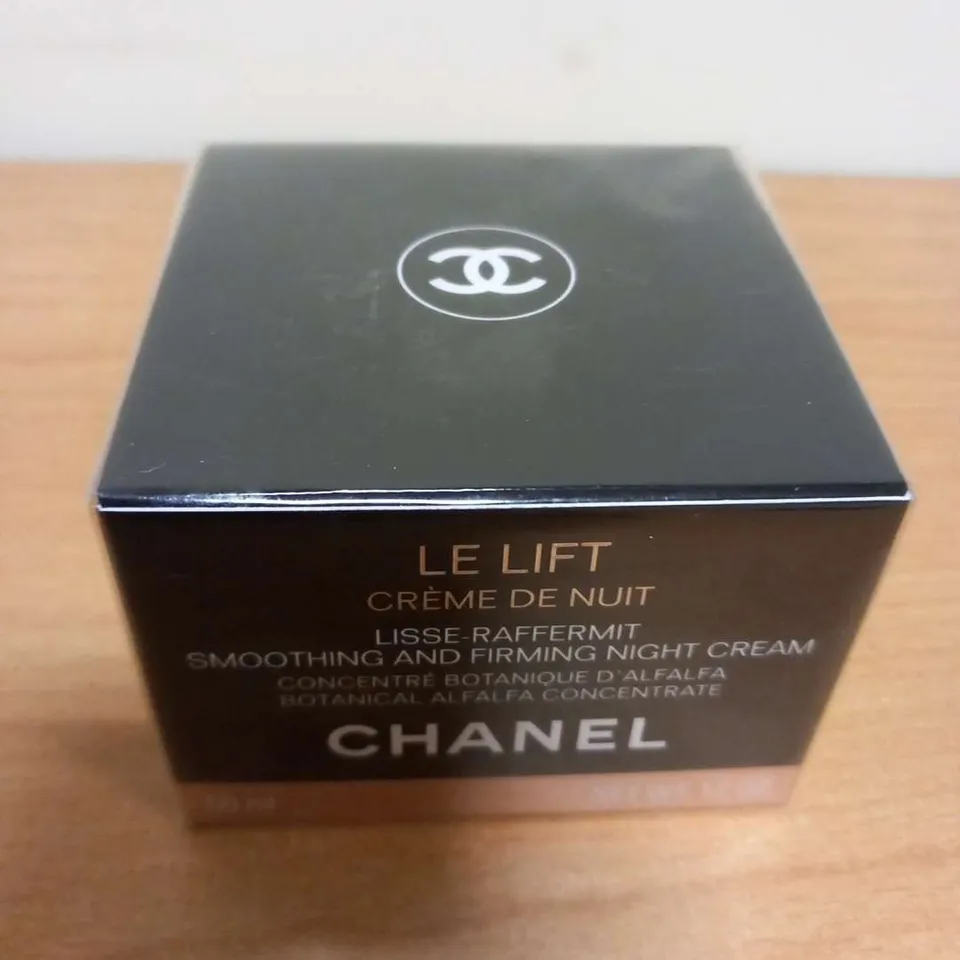 LE LIFT
CRÈME DE NUIT
LISSE-RAFFERMIT
SMOOTHING AND FIRMING NIGHT CREAM
CONCENTRÉ BOTANIQUE D'ALFALFA
BOTANICAL ALFALFA CONCENTRATE
CHANEL